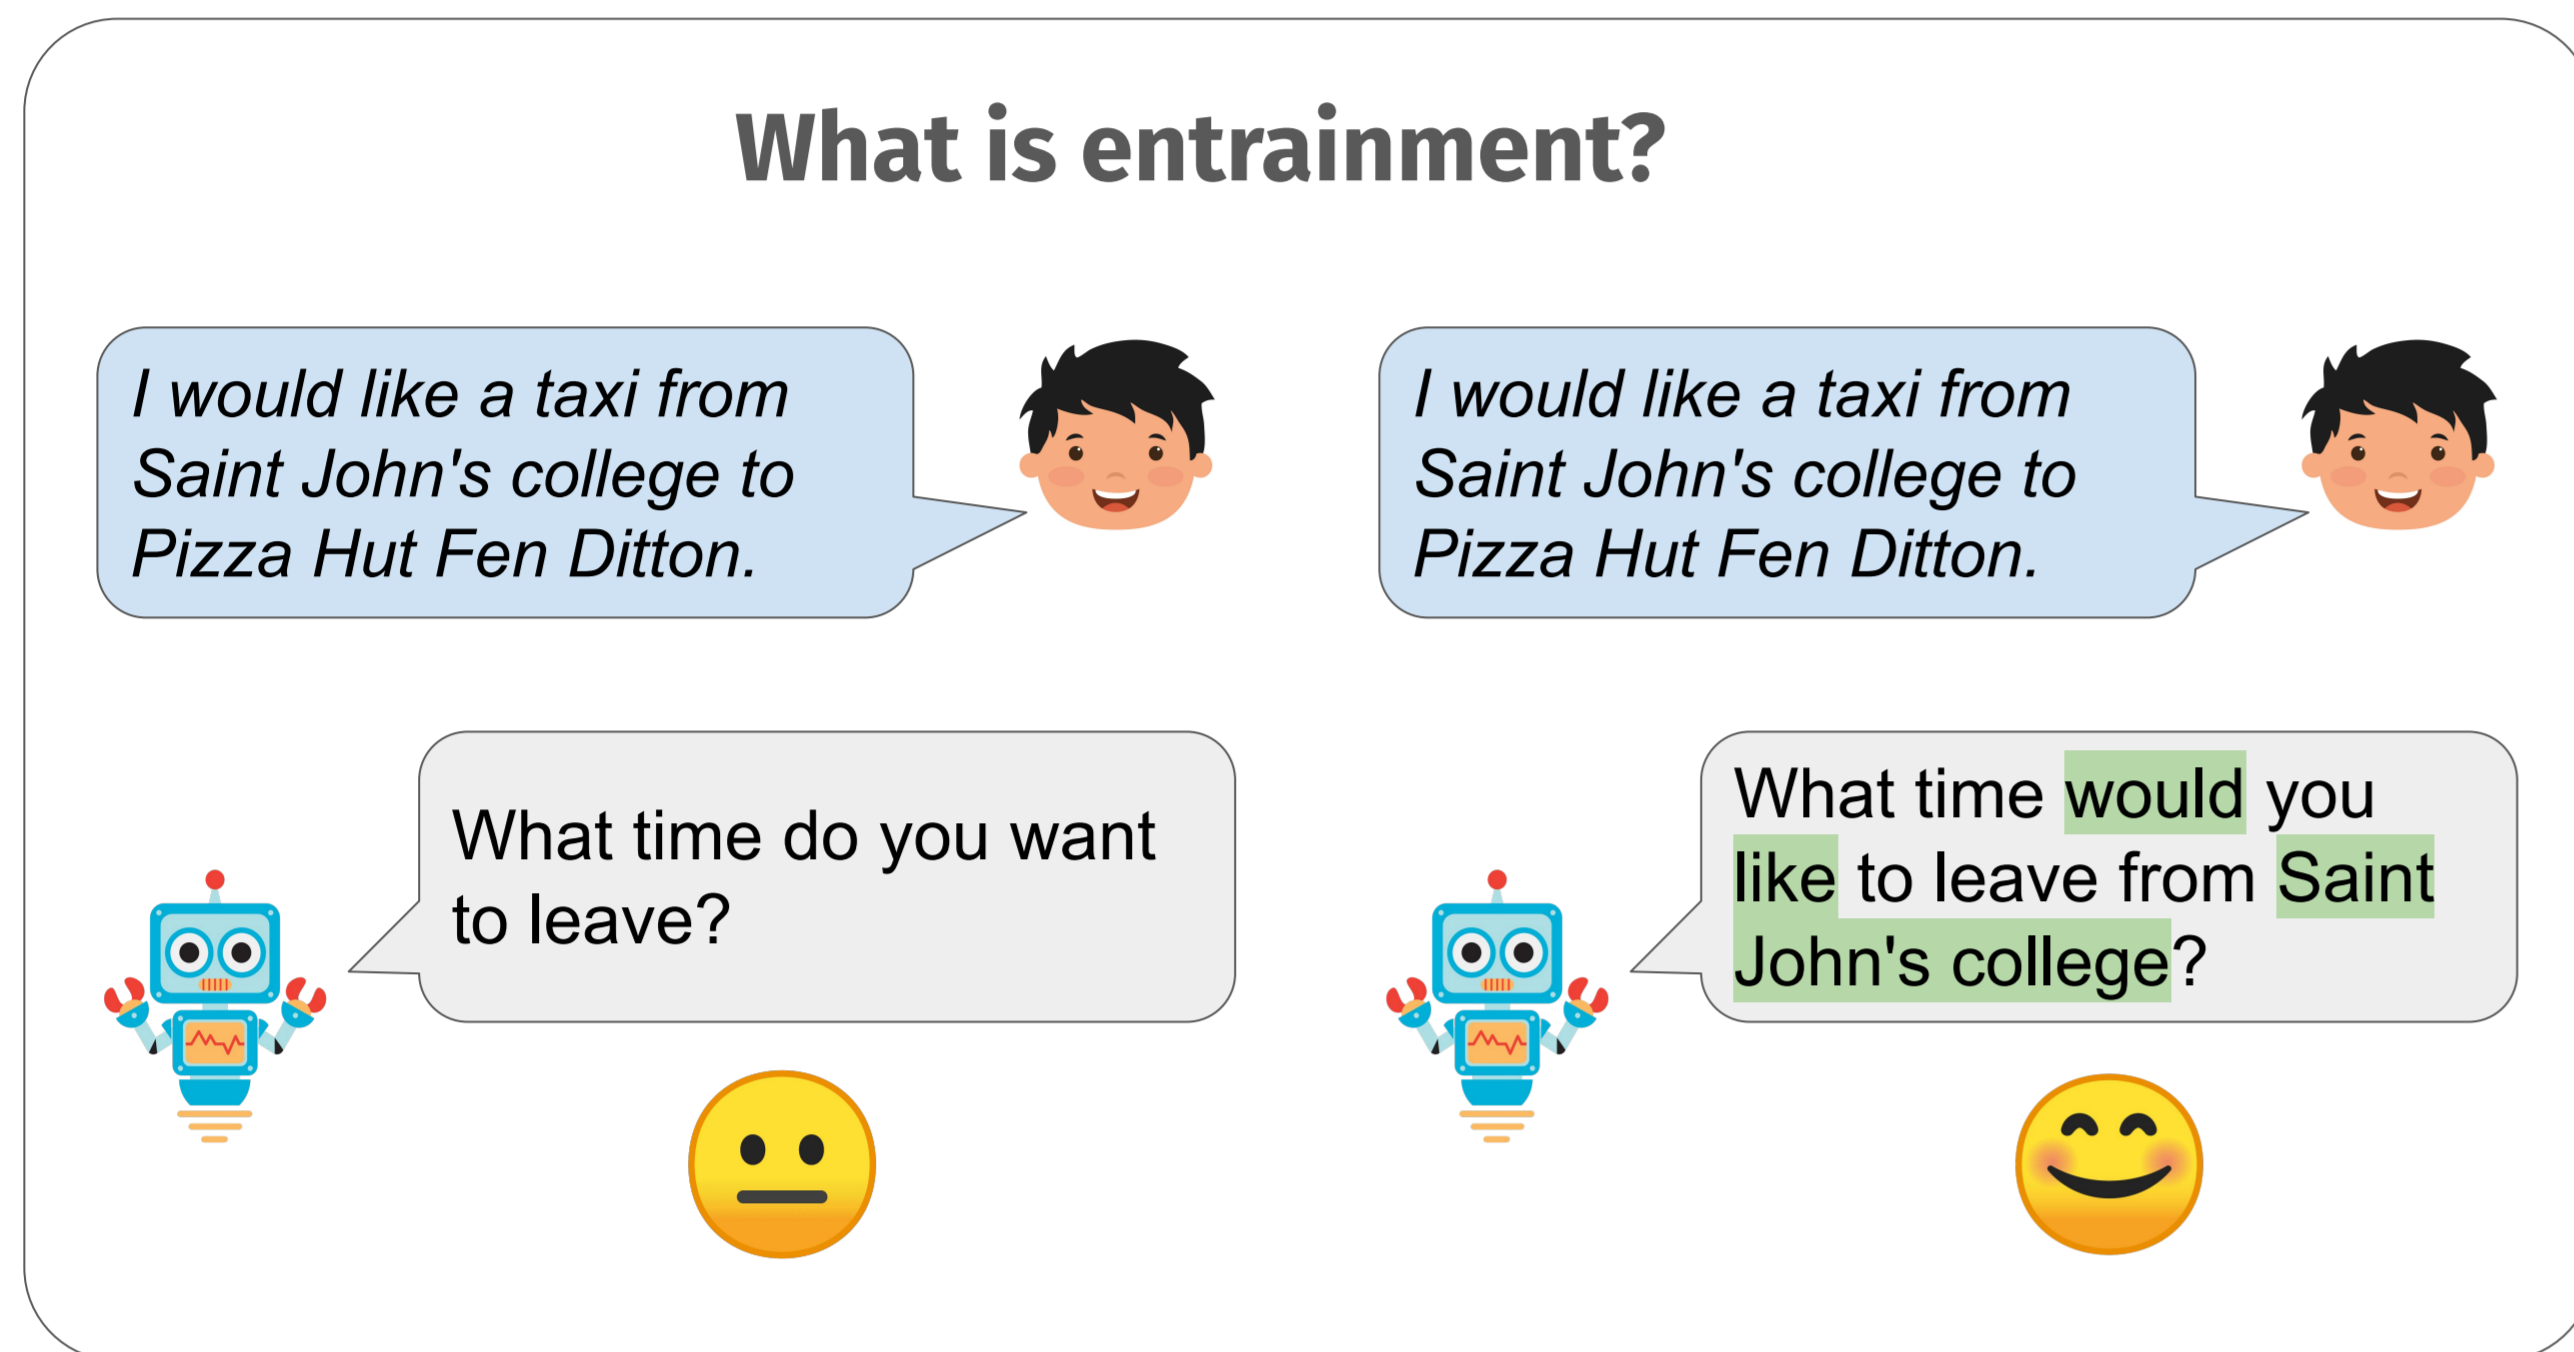 What is entrainment?
I would like a taxi from
Saint John's college to
Pizza Hut Fen Ditton.
What time do you want
to leave?
I would like a taxi from
Saint John's college to
Pizza Hut Fen Ditton.
What time would you
like to leave from Saint
John's college?